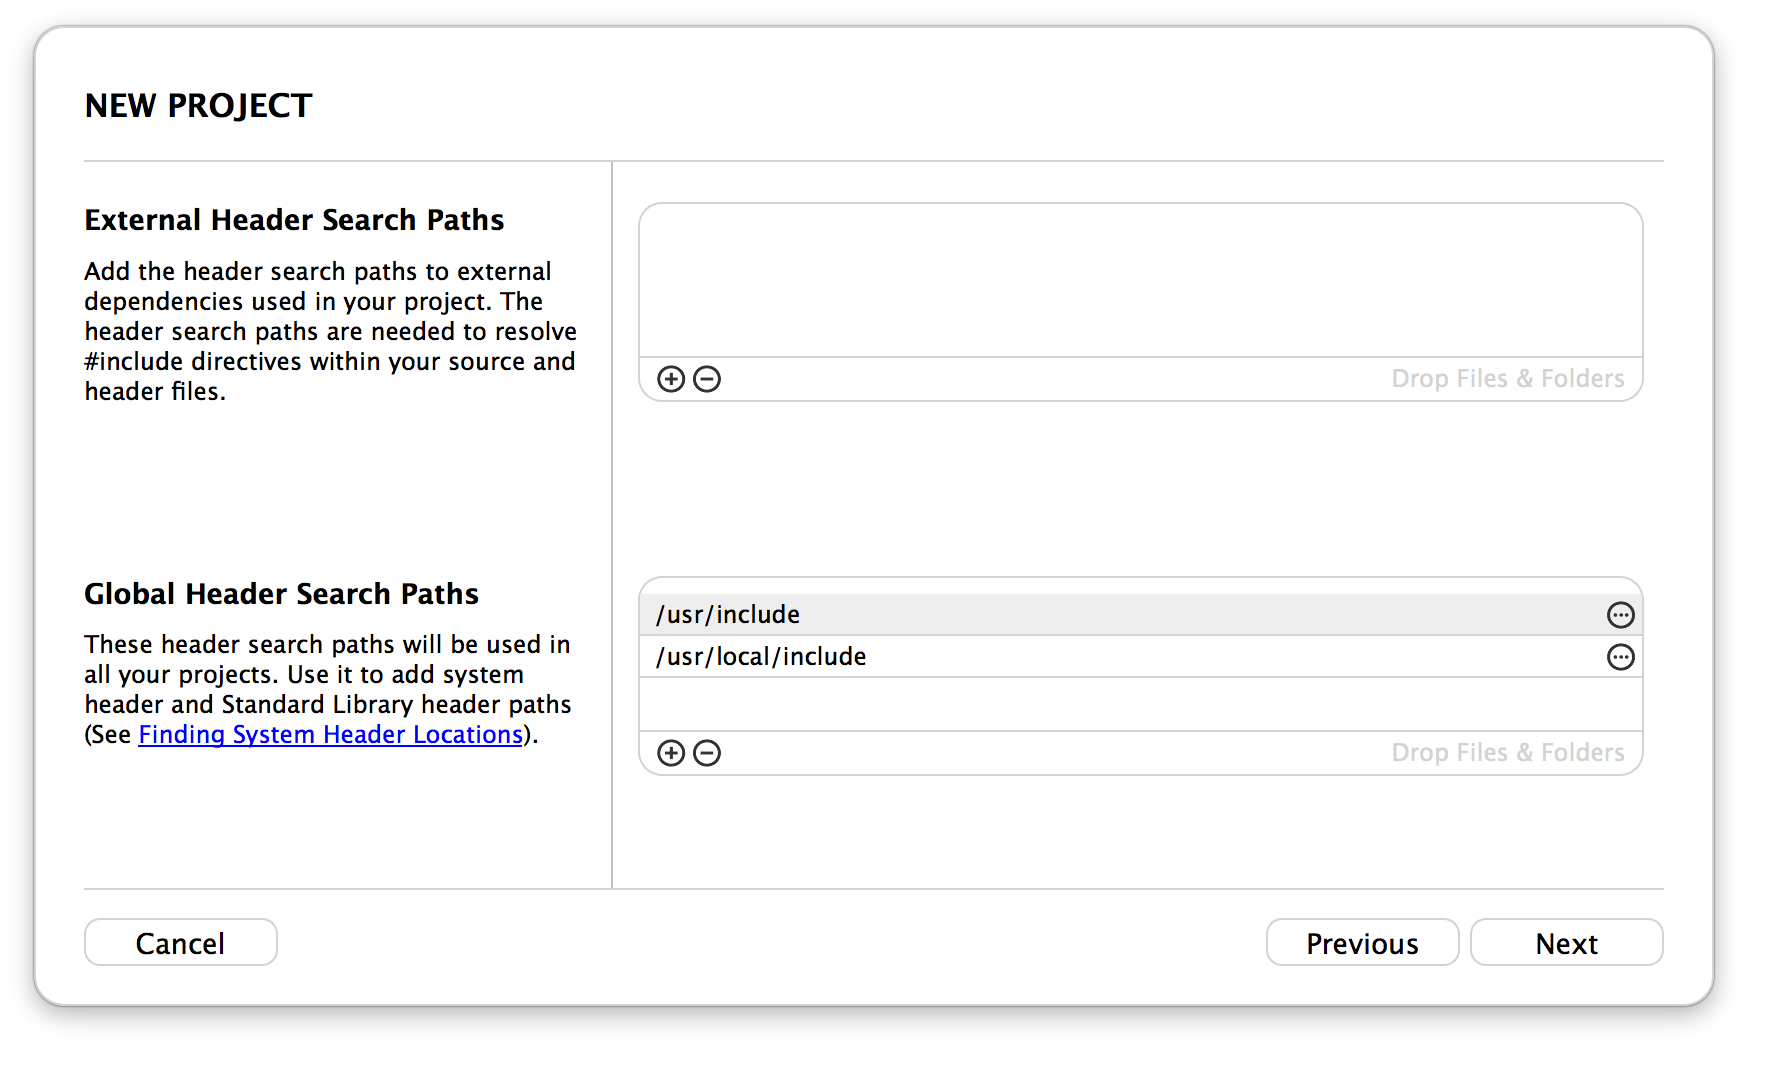 NEW PROJECT
External Header Search Paths
Add the header search paths to external
dependencies used in your project. The
header search paths are needed to resolve
#include directives within your source and
header files.
Drop Files & Folders
Global Header Search Paths
These header search paths will be used in
all your projects. Use it to add system
header and Standard Library header paths
(See Finding System Header Locations).
/usr/include
/usr/local/include
Drop Files & Folders
Cancel
Previous
Next